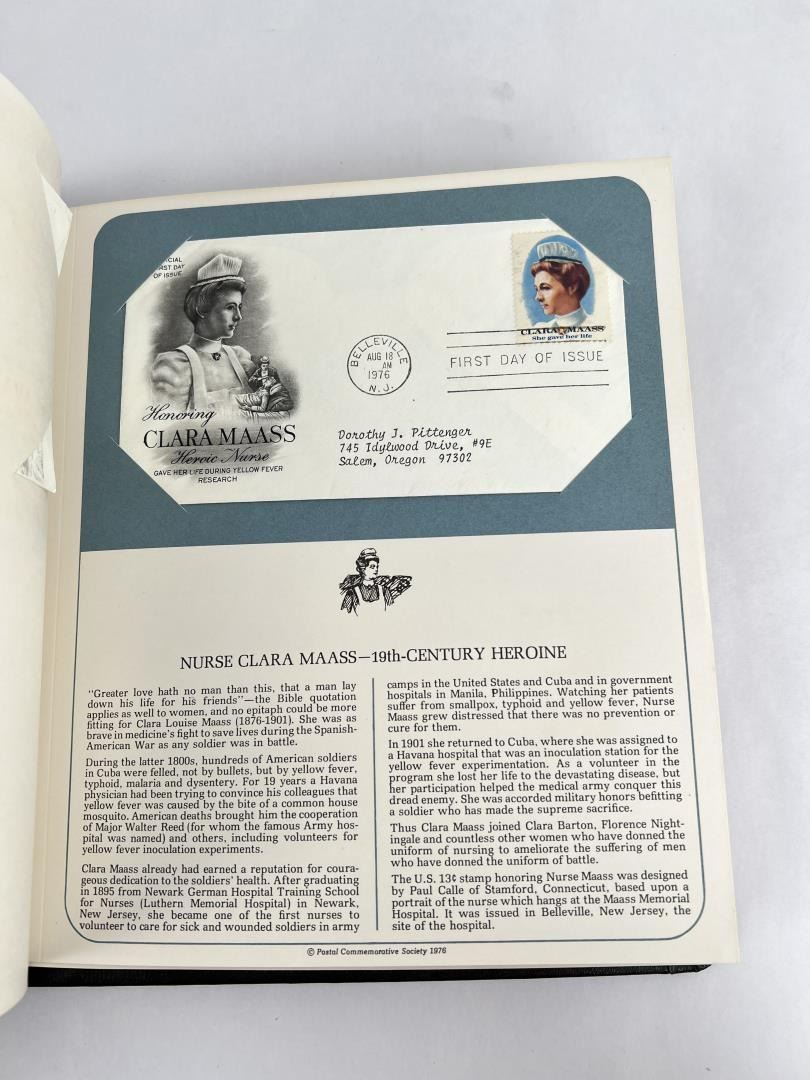 CIAL
RST DAY
OF ISSUE
Honoring
CLARA MAASS
Heroic Nurse
GAVE HER LIFE DURING YELLOW FEVER
RESEARCH
BELLEVILLE
AUG 18
AM
1976
N.J.
CLARA MAASS
She gave her life
FIRST DAY OF ISSUE
Dorothy J. Pittenger
745 Idylwood Drive, #9E
Salem, Oregon 97302
NURSE CLARA MAASS—19th-CENTURY HEROINE
"Greater love hath no man than this, that a man lay
down his life for his friends"—the Bible quotation
applies as well to women, and no epitaph could be more
fitting for Clara Louise Maass (1876-1901). She was as
brave in medicine's fight to save lives during the Spanish-
American War as any soldier was in battle.
During the latter 1800s, hundreds of American soldiers
in Cuba were felled, not by bullets, but by yellow fever,
typhoid, malaria and dysentery. For 19 years a Havana
physician had been trying to convince his colleagues that
yellow fever was caused by the bite of a common house
mosquito. American deaths brought him the cooperation
of Major Walter Reed (for whom the famous Army hos-
pital was named) and others, including volunteers for
yellow fever inoculation experiments.
Clara Maass already had earned a reputation for coura-
geous dedication to the soldiers' health. After graduating
in 1895 from Newark German Hospital Training School
for Nurses (Luthern Memorial Hospital) in Newark,
New Jersey, she became one of the first nurses to
volunteer to care for sick and wounded soldiers in army
camps in the United States and Cuba and in government
hospitals in Manila, Philippines. Watching her patients
suffer from smallpox, typhoid and yellow fever, Nurse
Maass grew distressed that there was no prevention or
cure for them.
In 1901 she returned to Cuba, where she was assigned to
a Havana hospital that was an inoculation station for the
yellow fever experimentation. As a volunteer in the
program she lost her life to the devastating disease, but
her participation helped the medical army conquer this
dread enemy. She was accorded military honors befitting
a soldier who has made the supreme sacrifice.
Thus Clara Maass joined Clara Barton, Florence Night-
ingale and countless other women who have donned the
uniform of nursing to ameliorate the suffering of men
who have donned the uniform of battle.
The U.S. 13¢ stamp honoring Nurse Maass was designed
by Paul Calle of Stamford, Connecticut, based upon a
portrait of the nurse which hangs at the Maass Memorial
Hospital. It was issued in Belleville, New Jersey, the
site of the hospital.
© Postal Commemorative Society 1976